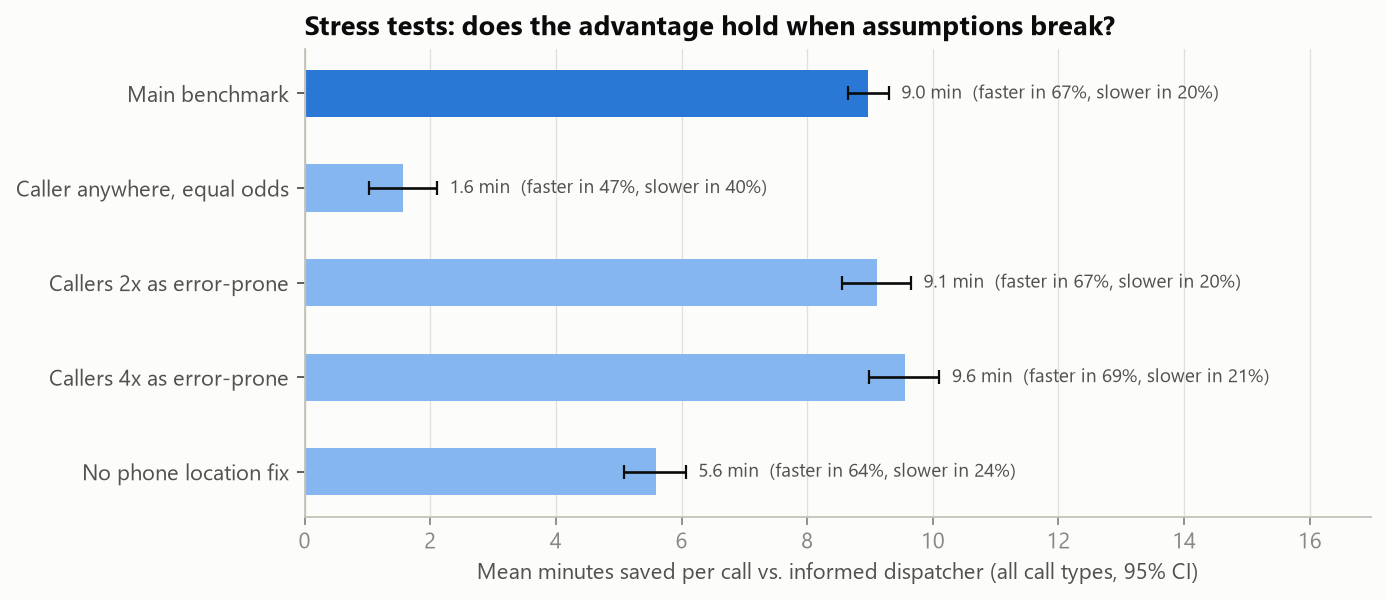 Stress tests: does the advantage hold when assumptions break?
Main benchmark
9.0 min (faster in 67%, slower in 20%)
Caller anywhere, equal odds
1.6 min (faster in 47%, slower in 40%)
Callers 2x as error-prone
9.1 min (faster in 67%, slower in 20%)
Callers 4x as error-prone
9.6 min (faster in 69%, slower in 21%)
No phone location fix
5.6 min (faster in 64%, slower in 24%)
0 2 4 6 8 10 12 14 16
Mean minutes saved per call vs. informed dispatcher (all call types, 95% CI)